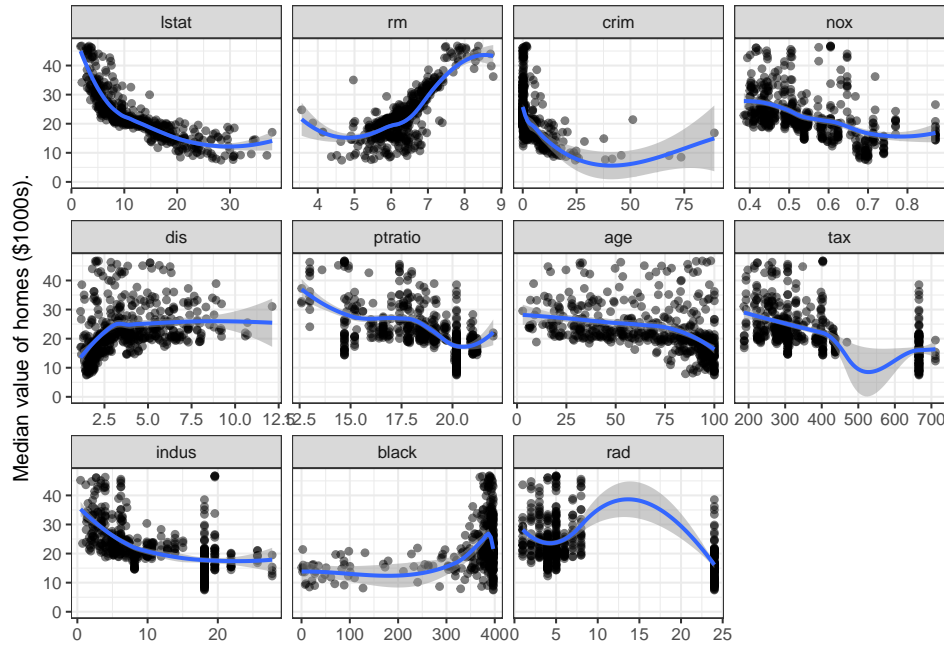 lstat rm crim nox
40
30
20
10
0
0 10 20 30 4 5 6 7 8 9 0 25 50 75 0.4 0.5 0.6 0.7 0.8
dis ptratio age tax
40
30
20
10
0
2.5 5.0 7.5 10.0 12.5 12.5 15.0 17.5 20.0 0 25 50 75 100 200 300 400 500 600 700
indus black rad
40
30
20
10
0
0 10 20 0 100 200 300 400 0 5 10 15 20 25
Median value of homes ($1000s).